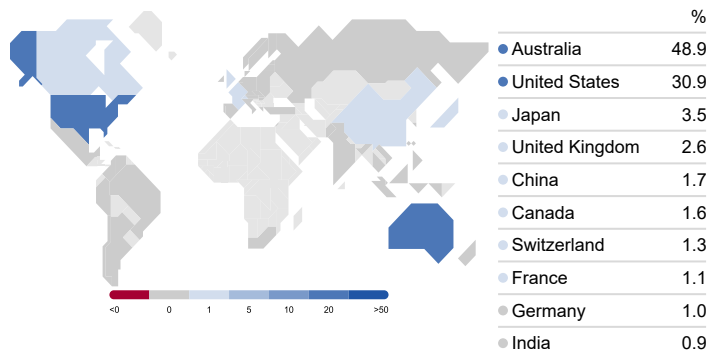 %
Australia 48.9
United States 30.9
Japan 3.5
United Kingdom 2.6
China 1.7
Canada 1.6
Switzerland 1.3
France 1.1
Germany 1.0
India 0.9
<0 0 1 5 10 20 >50